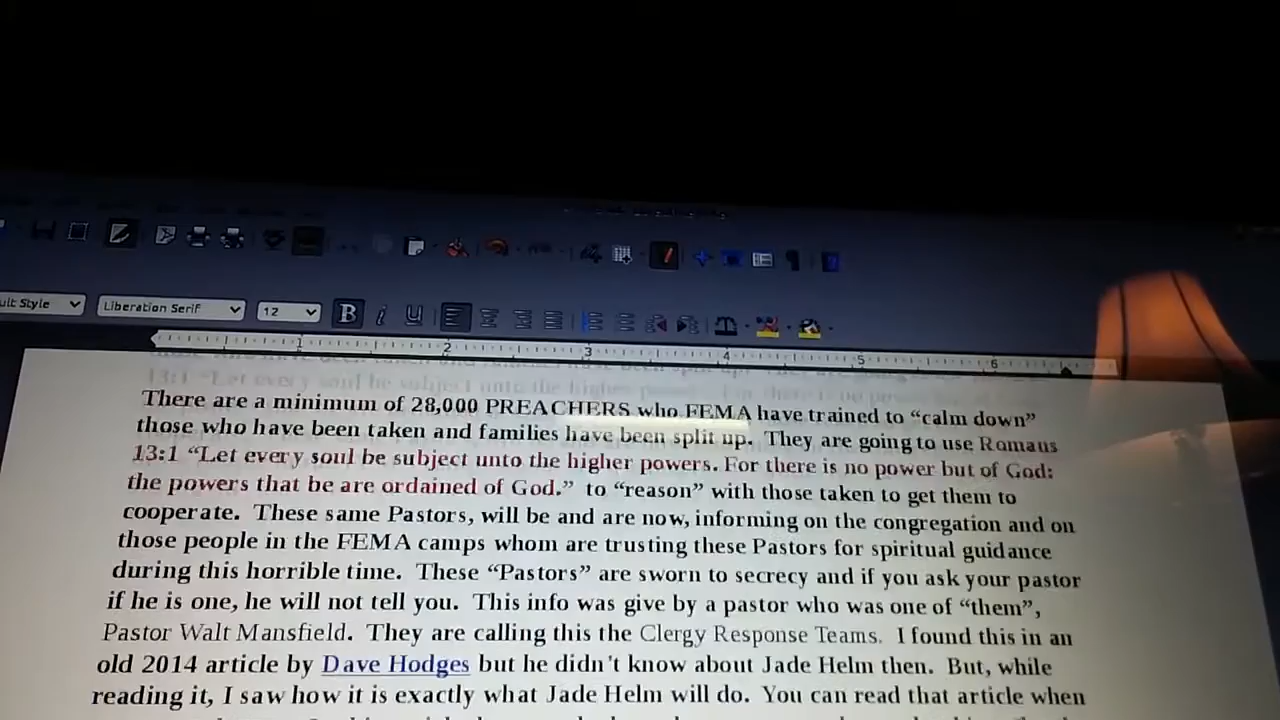 ult Style
Liberation Serif
12
1 2 3 4 5 6
There are a minimum of 28,000 PREACHERS who FEMA have trained to “calm down”
those who have been taken and families have been split up. They are going to use Romans
13:1 “Let every soul be subject unto the higher powers. For there is no power but of God:
the powers that be are ordained of God.” to “reason” with those taken to get them to
cooperate. These same Pastors, will be and are now, informing on the congregation and on
those people in the FEMA camps whom are trusting these Pastors for spiritual guidance
during this horrible time. These “Pastors” are sworn to secrecy and if you ask your pastor
if he is one, he will not tell you. This info was give by a pastor who was one of “them”,
Pastor Walt Mansfield. They are calling this the Clergy Response Teams. I found this in an
old 2014 article by Dave Hodges but he didn't know about Jade Helm then. But, while
reading it, I saw how it is exactly what Jade Helm will do. You can read that article when